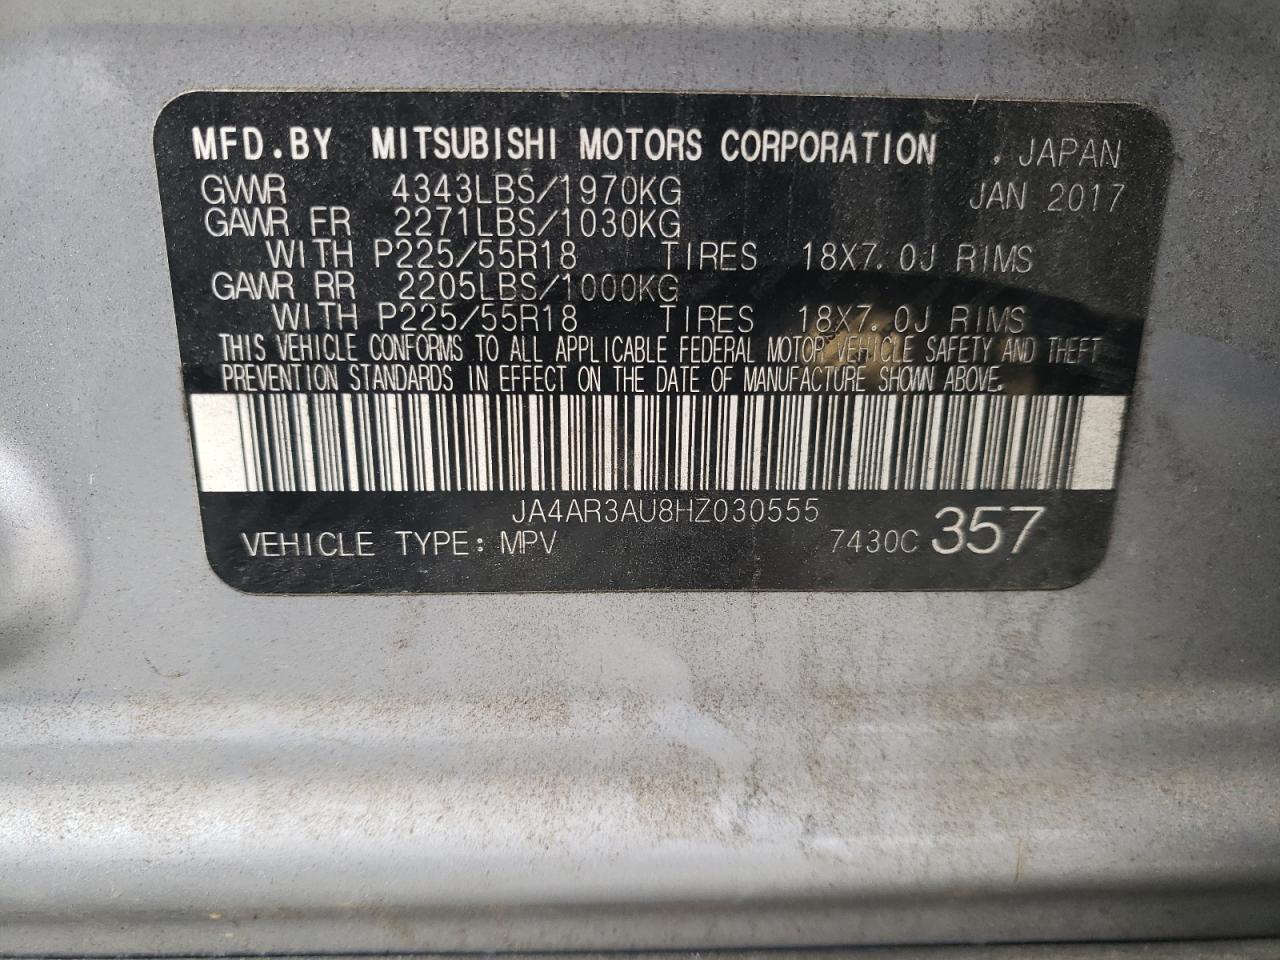 MFD.BY MITSUBISHI MOTORS CORPORATION , JAPAN
GVWR 4343LBS/1970KG JAN 2017
GAWR FR 2271LBS/1030KG
WITH P225/55R18 TIRES 18X7.0J RIMS
GAWR RR 2205LBS/1000KG
WITH P225/55R18 TIRES 18X7.0J RIMS
THIS VEHICLE CONFORMS TO ALL APPLICABLE FEDERAL MOTOR VEHICLE SAFETY AND THEFT
PREVENTION STANDARDS IN EFFECT ON THE DATE OF MANUFACTURE SHOWN ABOVE.
JA4AR3AU8HZ030555
VEHICLE TYPE: MPV 7430C 357